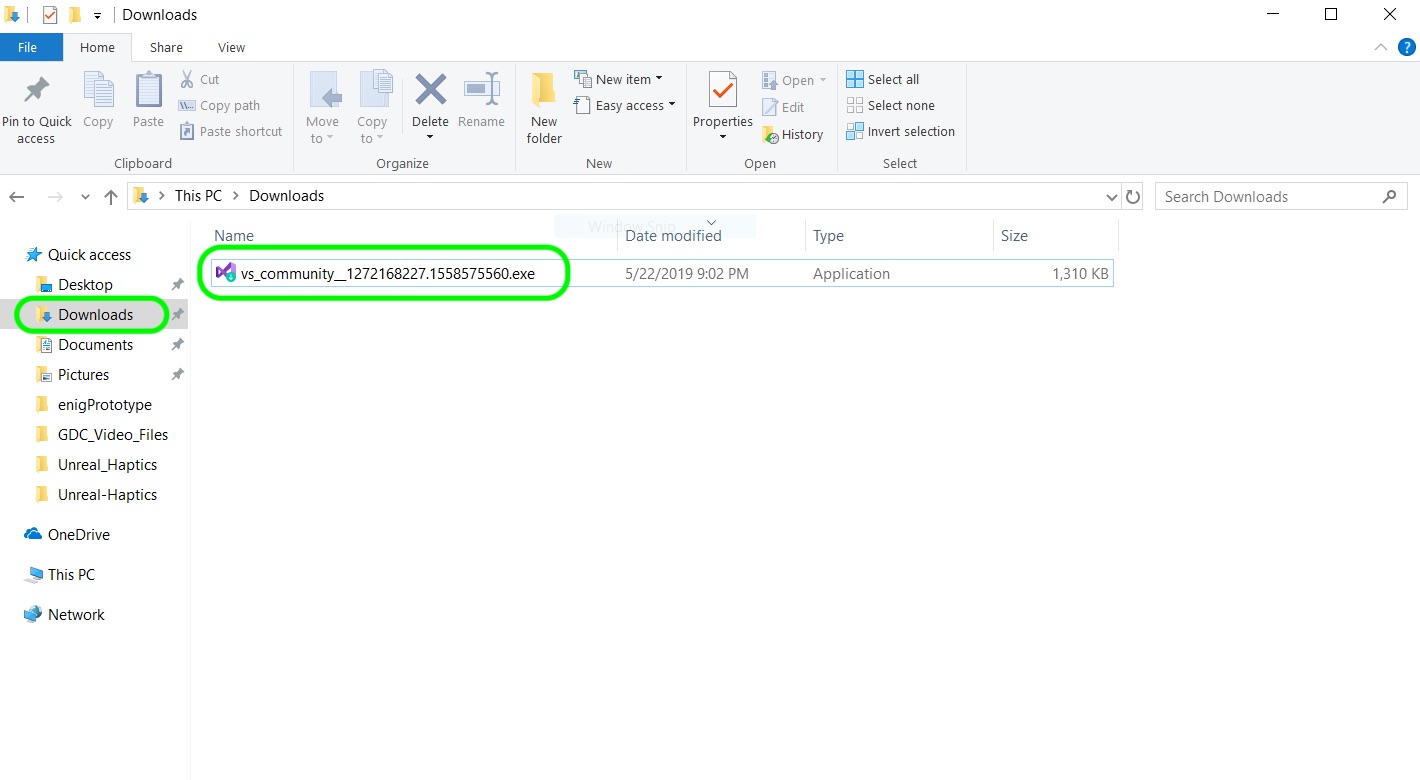 Downloads
File Home Share View
Pin to Quick access
Copy
Paste
Cut
Copy path
Paste shortcut
Clipboard
Move to
Copy to
Delete
Rename
Organize
New folder
New item
Easy access
New
Properties
Open
Edit
History
Open
Select all
Select none
Invert selection
Select
This PC > Downloads
Search Downloads
Window Snip
Name Date modified Type Size
vs_community__1272168227.1558575560.exe 5/22/2019 9:02 PM Application 1,310 KB
Quick access
Desktop
Downloads
Documents
Pictures
enigPrototype
GDC_Video_Files
Unreal_Haptics
Unreal-Haptics
OneDrive
This PC
Network